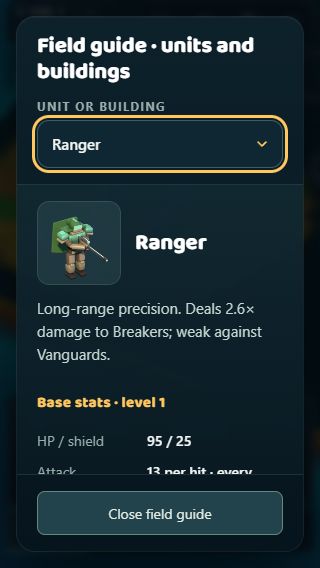 Field guide · units and
buildings
UNIT OR BUILDING
Ranger
Ranger
Long-range precision. Deals 2.6×
damage to Breakers; weak against
Vanguards.
Base stats · level 1
HP / shield 95 / 25
Attack 13 per hit · every
Close field guide